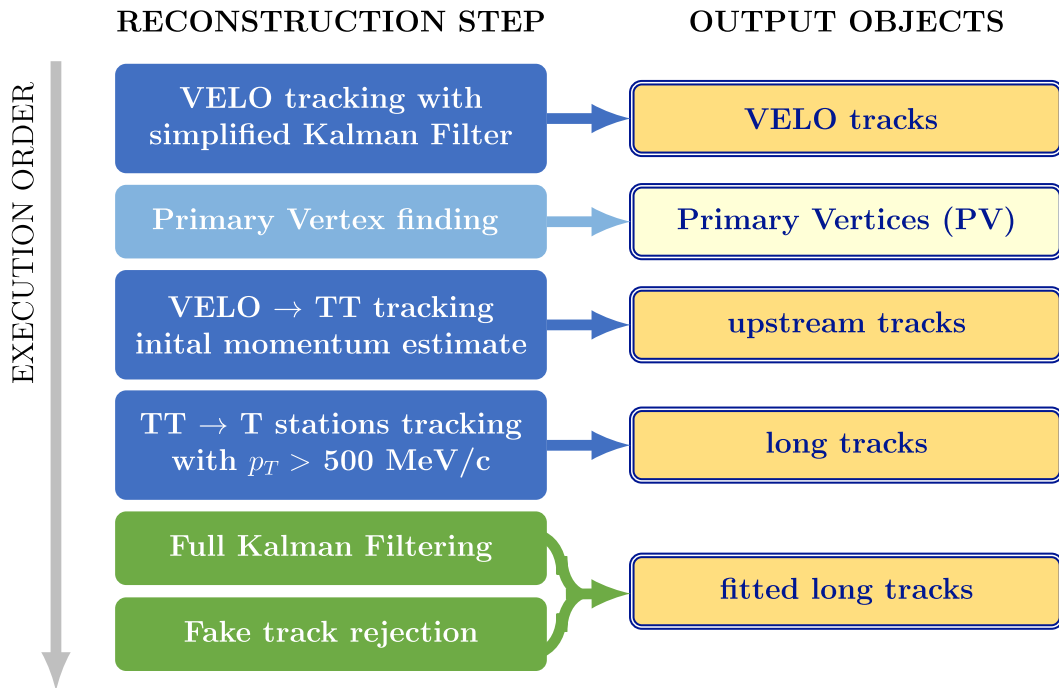 RECONSTRUCTION STEP
OUTPUT OBJECTS
EXECUTION ORDER
VELO tracking with
simplified Kalman Filter
VELO tracks
Primary Vertex finding
Primary Vertices (PV)
VELO → TT tracking
inital momentum estimate
upstream tracks
TT → T stations tracking
with p_T > 500 MeV/c
long tracks
Full Kalman Filtering
Fake track rejection
fitted long tracks